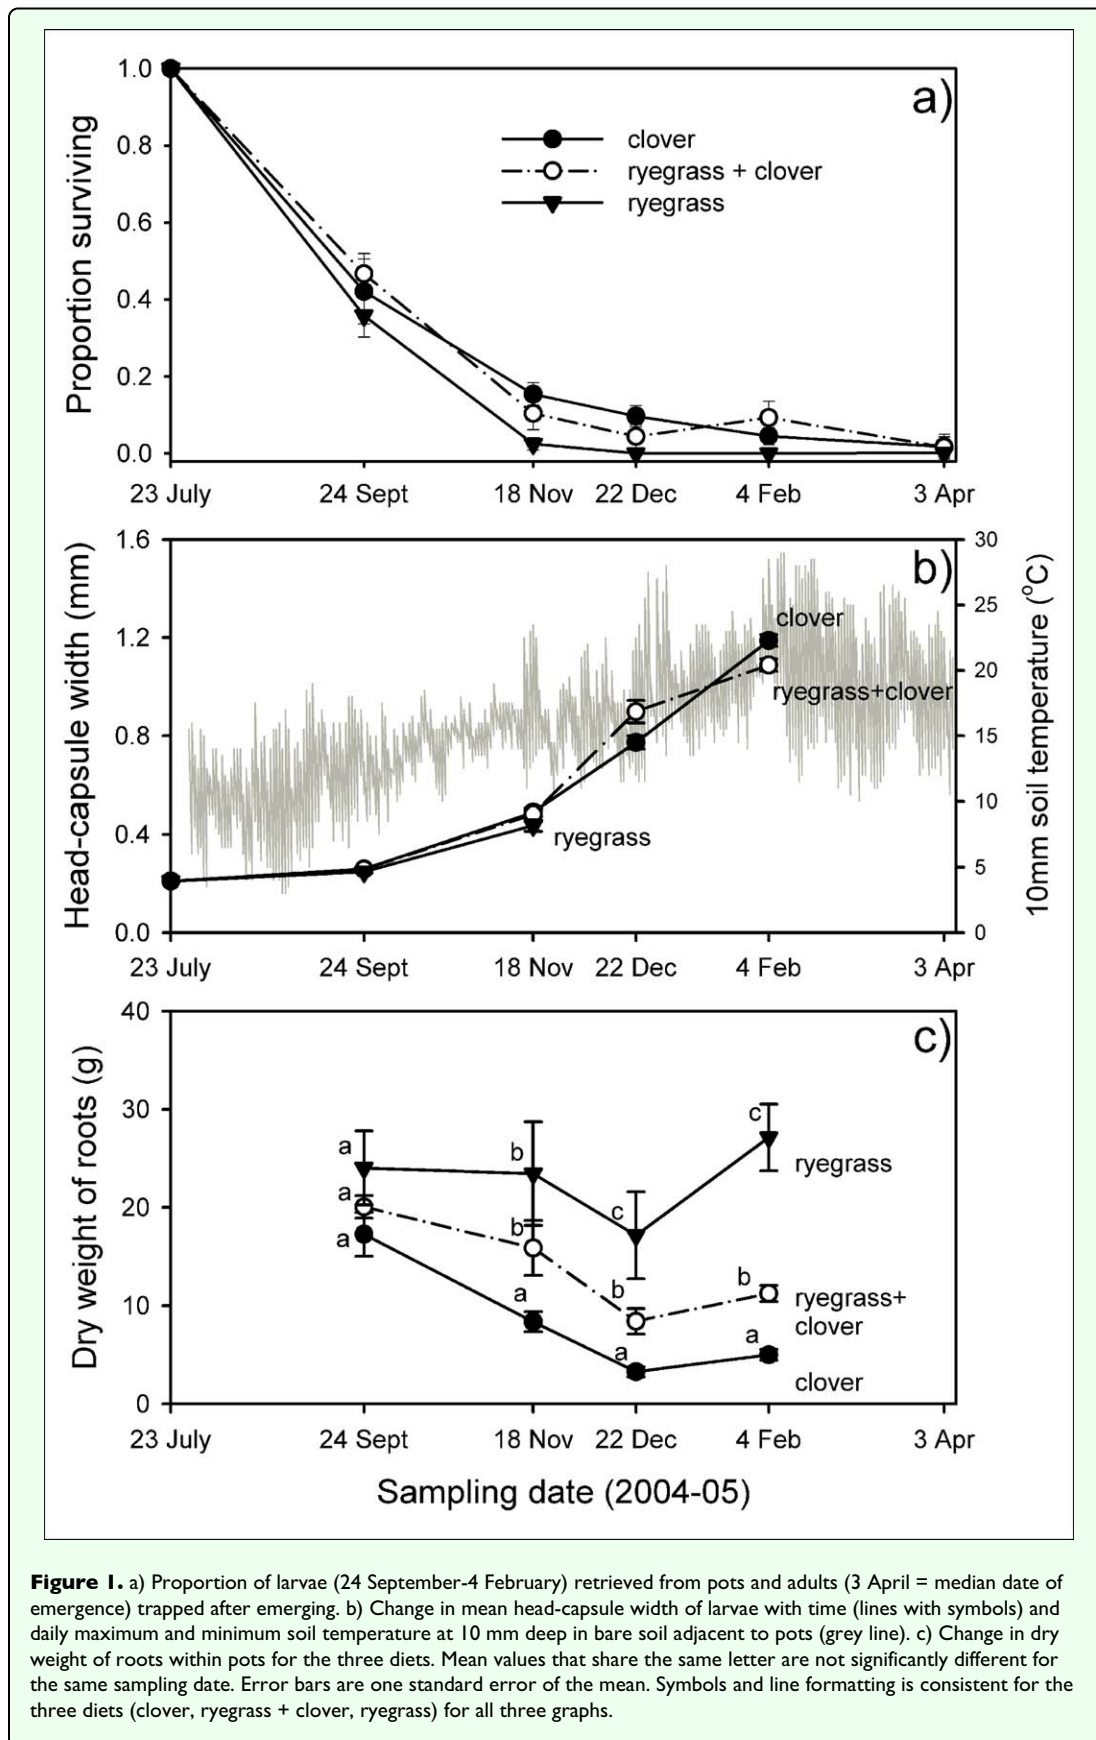 a)
1.0
0.8
0.6
0.4
0.2
0.0
Proportion surviving
clover
ryegrass + clover
ryegrass
23 July 24 Sept 18 Nov 22 Dec 4 Feb 3 Apr
b)
1.6
1.2
0.8
0.4
0.0
Head-capsule width (mm)
30
25
20
15
10
5
0
10mm soil temperature (°C)
clover
ryegrass+clover
ryegrass
23 July 24 Sept 18 Nov 22 Dec 4 Feb 3 Apr
c)
40
30
20
10
0
Dry weight of roots (g)
a b c c
ryegrass
a b b b
ryegrass+
clover
a a a a
clover
23 July 24 Sept 18 Nov 22 Dec 4 Feb 3 Apr
Sampling date (2004-05)
Figure 1. a) Proportion of larvae (24 September-4 February) retrieved from pots and adults (3 April = median date of
emergence) trapped after emerging. b) Change in mean head-capsule width of larvae with time (lines with symbols) and
daily maximum and minimum soil temperature at 10 mm deep in bare soil adjacent to pots (grey line). c) Change in dry
weight of roots within pots for the three diets. Mean values that share the same letter are not significantly different for
the same sampling date. Error bars are one standard error of the mean. Symbols and line formatting is consistent for the
three diets (clover, ryegrass + clover, ryegrass) for all three graphs.